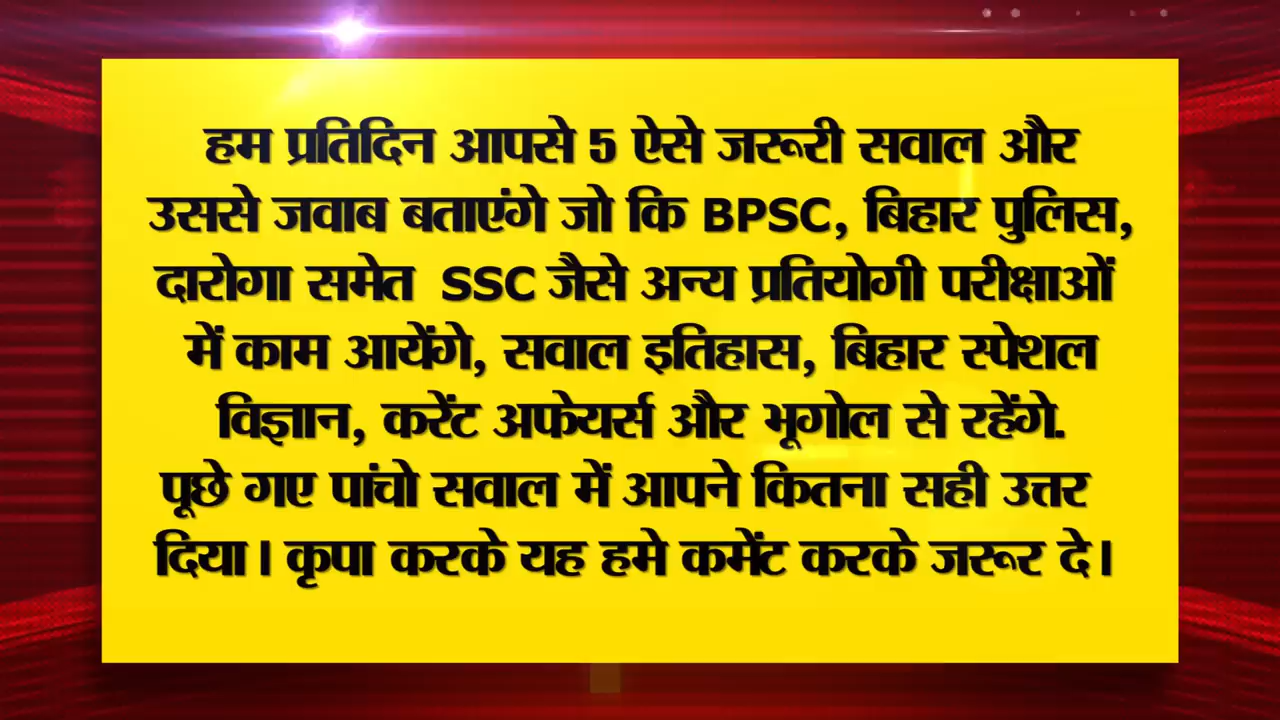 हम प्रतिदिन आपसे 5 ऐसे जरूरी सवाल और
उससे जवाब बताएंगे जो कि BPSC, बिहार पुलिस,
दारोगा समेत SSC जैसे अन्य प्रतियोगी परीक्षाओं
में काम आयेंगे, सवाल इतिहास, बिहार स्पेशल
विज्ञान, करेंट अफेयर्स और भूगोल से रहेंगे.
पूछे गए पांचो सवाल में आपने कितना सही उत्तर
दिया। कृपा करके यह हमे कमेंट करके जरूर दे।